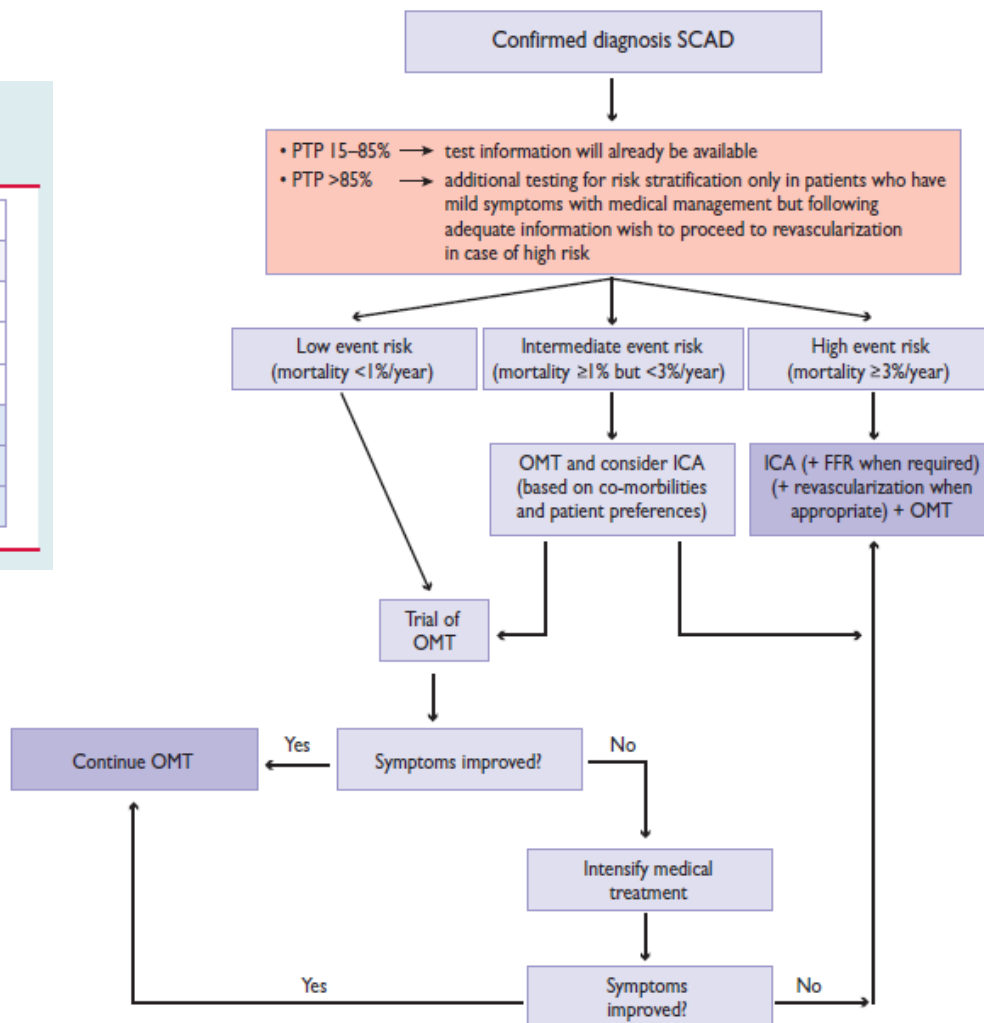 Confirmed diagnosis SCAD
• PTP 15–85% → test information will already be available
• PTP >85% → additional testing for risk stratification only in patients who have
mild symptoms with medical management but following
adequate information wish to proceed to revascularization
in case of high risk
Low event risk
(mortality <1%/year)
Intermediate event risk
(mortality ≥1% but <3%/year)
High event risk
(mortality ≥3%/year)
OMT and consider ICA
(based on co-morbilities
and patient preferences)
ICA (+ FFR when required)
(+ revascularization when
appropriate) + OMT
Trial of
OMT
Continue OMT
Yes
Symptoms improved?
No
Intensify medical
treatment
Yes
Symptoms
improved?
No